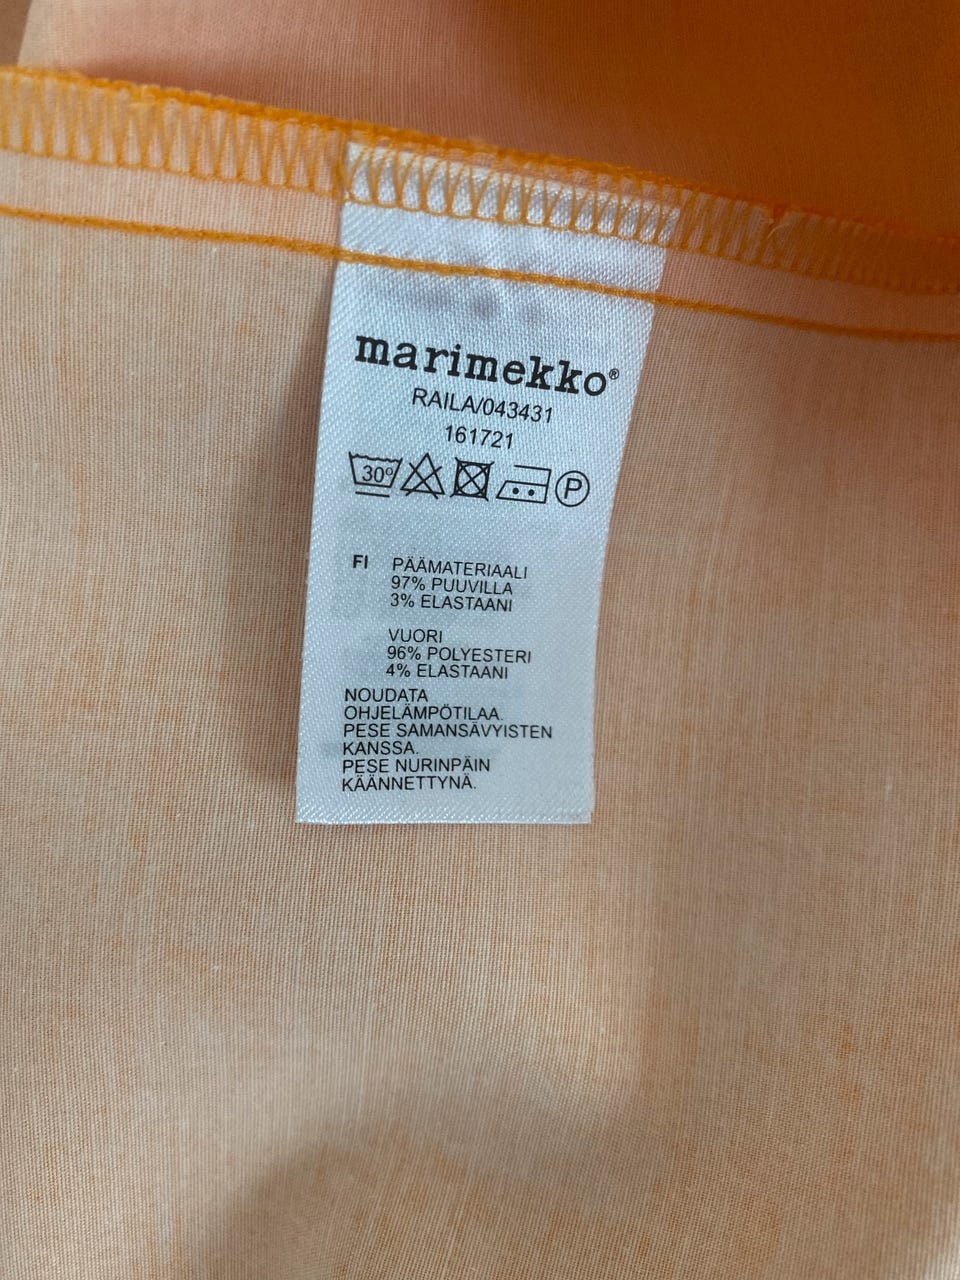 marimekko®
RAILA/043431
161721
30° P
FI PÄÄMATERIAALI
97% PUUVILLA
3% ELASTAANI
VUORI
96% POLYESTERI
4% ELASTAANI
NOUDATA
OHJELÄMPÖTILAA.
PESE SAMANSÄVYISTEN
KANSSA.
PESE NURINPÄIN
KÄÄNNETTYNÄ.